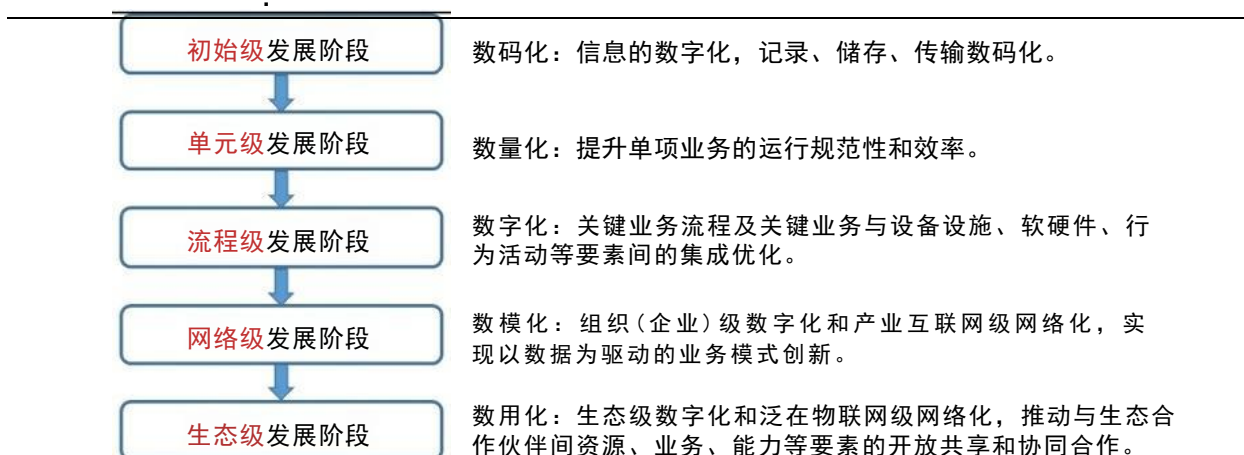 初始级发展阶段
数码化：信息的数字化，记录、储存、传输数码化。
单元级发展阶段
数量化：提升单项业务的运行规范性和效率。
流程级发展阶段
数字化：关键业务流程及关键业务与设备设施、软硬件、行
为活动等要素间的集成优化。
网络级发展阶段
数模化：组织(企业)级数字化和产业互联网级网络化，实
现以数据为驱动的业务模式创新。
生态级发展阶段
数用化：生态级数字化和泛在物联网级网络化，推动与生态合
作伙伴间资源、业务、能力等要素的开放共享和协同合作。